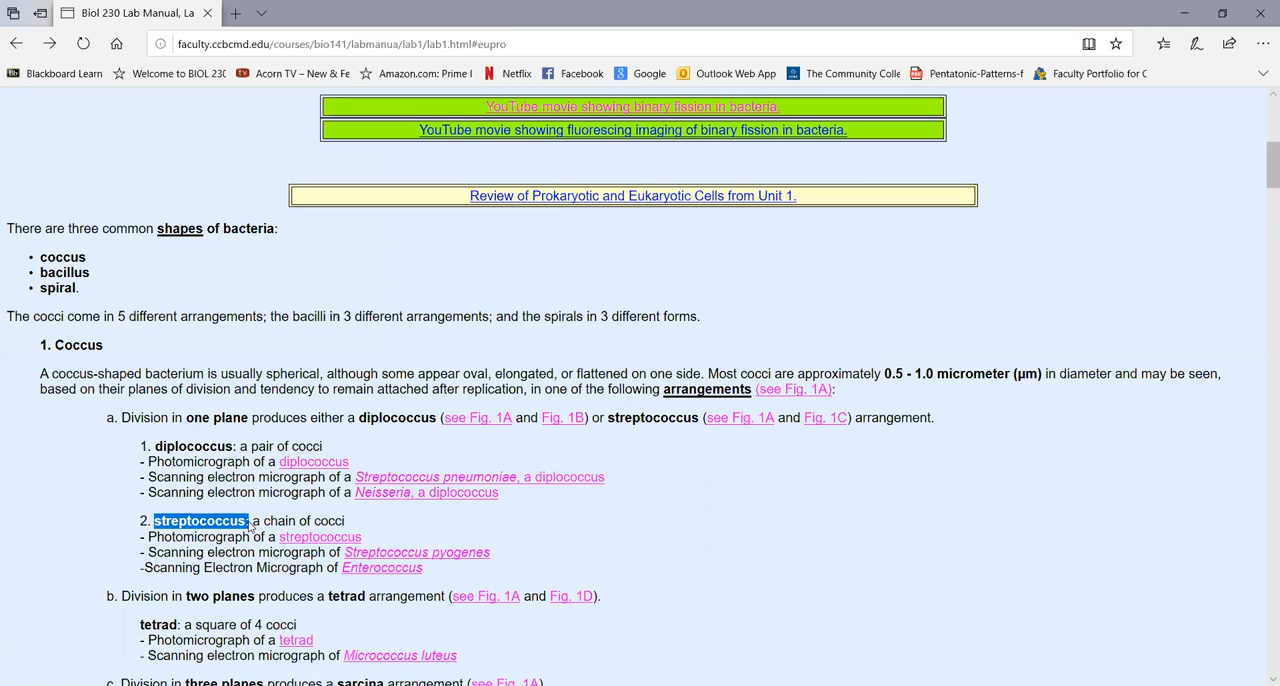 Biol 230 Lab Manual, La
faculty.ccbcmd.edu/courses/bio141/labmanua/lab1/lab1.html#eupro
Bb Blackboard Learn Welcome to BIOL 230 Acorn TV – New & Fe Amazon.com: Prime I Netflix Facebook Google Outlook Web App The Community Colle Pentatonic-Patterns-f Faculty Portfolio for C
YouTube movie showing binary fission in bacteria.
YouTube movie showing fluorescing imaging of binary fission in bacteria.
Review of Prokaryotic and Eukaryotic Cells from Unit 1.
There are three common shapes of bacteria:
• coccus
• bacillus
• spiral.
The cocci come in 5 different arrangements; the bacilli in 3 different arrangements; and the spirals in 3 different forms.
1. Coccus
A coccus-shaped bacterium is usually spherical, although some appear oval, elongated, or flattened on one side. Most cocci are approximately 0.5 - 1.0 micrometer (µm) in diameter and may be seen,
based on their planes of division and tendency to remain attached after replication, in one of the following arrangements (see Fig. 1A):
a. Division in one plane produces either a diplococcus (see Fig. 1A and Fig. 1B) or streptococcus (see Fig. 1A and Fig. 1C) arrangement.
1. diplococcus: a pair of cocci
- Photomicrograph of a diplococcus
- Scanning electron micrograph of a Streptococcus pneumoniae, a diplococcus
- Scanning electron micrograph of a Neisseria, a diplococcus
2. streptococcus: a chain of cocci
- Photomicrograph of a streptococcus
- Scanning electron micrograph of Streptococcus pyogenes
-Scanning Electron Micrograph of Enterococcus
b. Division in two planes produces a tetrad arrangement (see Fig. 1A and Fig. 1D).
tetrad: a square of 4 cocci
- Photomicrograph of a tetrad
- Scanning electron micrograph of Micrococcus luteus
c. Division in three planes produces a sarcina arrangement (see Fig. 1A)